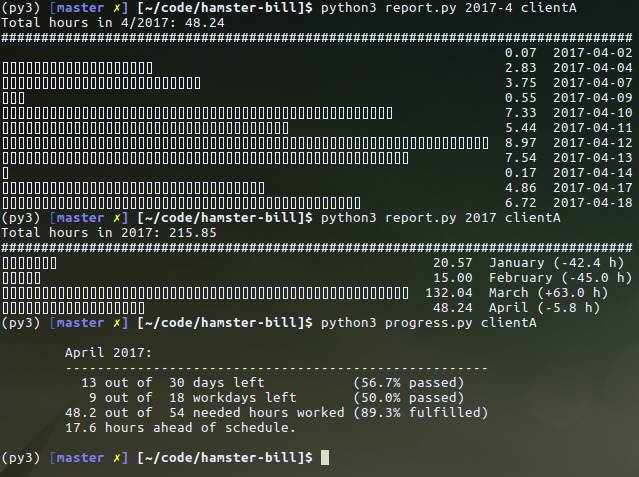 (py3) [master ✗] [~/code/hamster-bill]$ python3 report.py 2017-4 clientA
Total hours in 4/2017: 48.24
###############################################################################
0.07 2017-04-02
2.83 2017-04-04
3.75 2017-04-07
0.55 2017-04-09
7.33 2017-04-10
5.44 2017-04-11
8.97 2017-04-12
7.54 2017-04-13
0.17 2017-04-14
4.86 2017-04-17
6.72 2017-04-18
(py3) [master ✗] [~/code/hamster-bill]$ python3 report.py 2017 clientA
Total hours in 2017: 215.85
###############################################################################
20.57 January (-42.4 h)
15.00 February (-45.0 h)
132.04 March (+63.0 h)
48.24 April (-5.8 h)
(py3) [master ✗] [~/code/hamster-bill]$ python3 progress.py clientA
April 2017:
-----------------------------------------------------
13 out of 30 days left (56.7% passed)
9 out of 18 workdays left (50.0% passed)
48.2 out of 54 needed hours worked (89.3% fulfilled)
17.6 hours ahead of schedule.
(py3) [master ✗] [~/code/hamster-bill]$